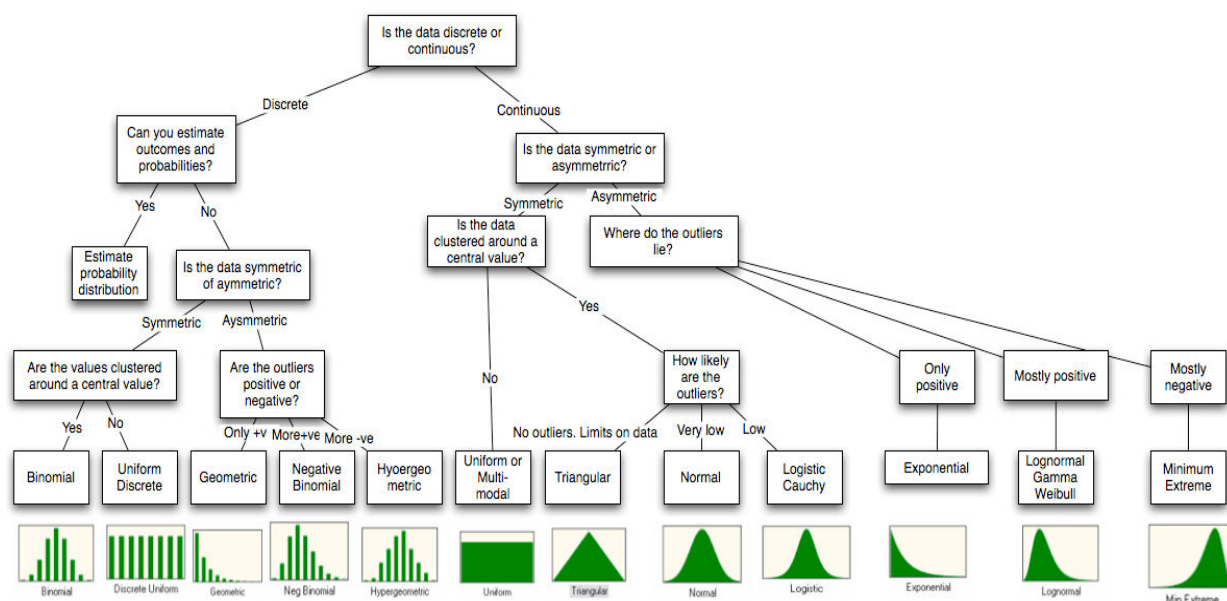 Is the data discrete or
continuous?
Discrete
Continuous
Can you estimate
outcomes and
probabilities?
Is the data symmetric or
asymmetrric?
Yes
No
Symmetric
Asymmetric
Estimate
probability
distribution
Is the data symmetric
of aymmetric?
Is the data
clustered around a
central value?
Where do the outliers
lie?
Symmetric
Aysmmetric
No
Yes
Are the values clustered
around a central value?
Are the outliers
positive or
negative?
How likely
are the
outliers?
Only
positive
Mostly positive
Mostly
negative
Yes
No
Only +v
More+ve
More -ve
No outliers. Limits on data
Very low
Low
Binomial
Uniform
Discrete
Geometric
Negative
Binomial
Hyoergeo
metric
Uniform or
Multi-
modal
Triangular
Normal
Logistic
Cauchy
Exponential
Lognormal
Gamma
Weibull
Minimum
Extreme
Binomial
Discrete Uniform
Geometric
Neg Binomial
Hypergeometric
Uniform
Triangular
Normal
Logistic
Exponential
Lognormal
Min Extreme